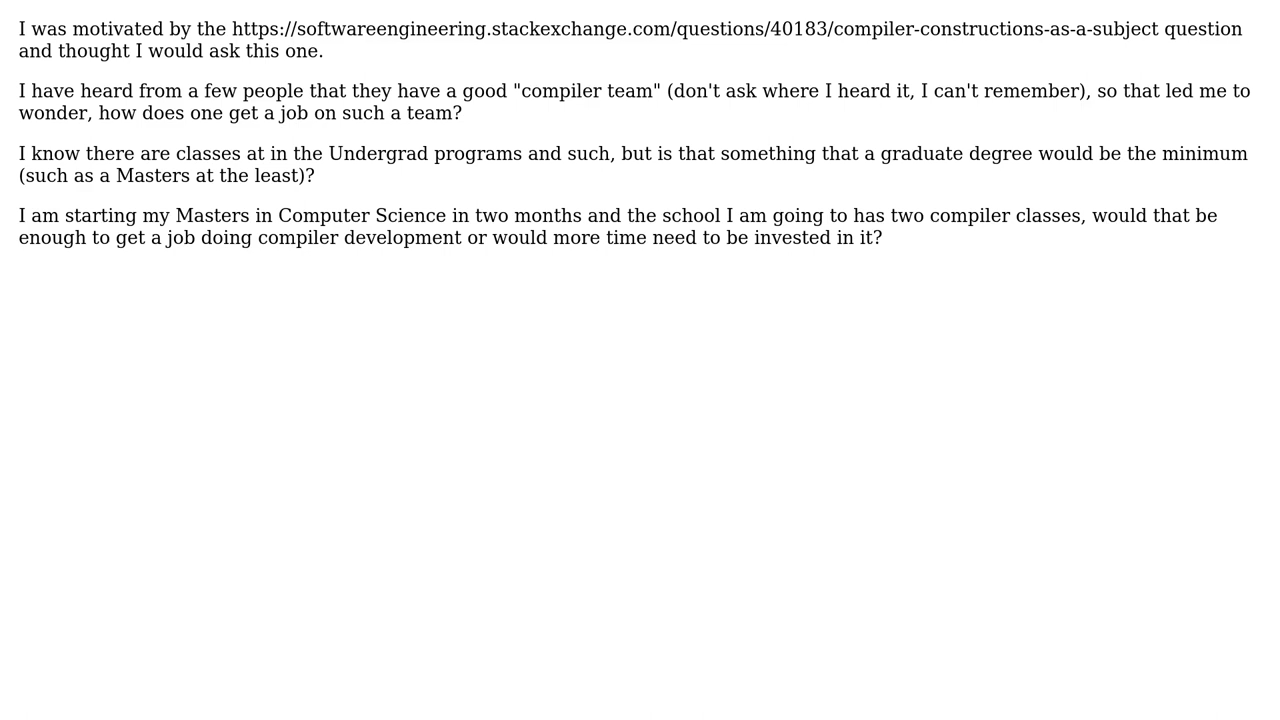 I was motivated by the https://softwareengineering.stackexchange.com/questions/40183/compiler-constructions-as-a-subject question
and thought I would ask this one.
I have heard from a few people that they have a good "compiler team" (don't ask where I heard it, I can't remember), so that led me to
wonder, how does one get a job on such a team?
I know there are classes at in the Undergrad programs and such, but is that something that a graduate degree would be the minimum
(such as a Masters at the least)?
I am starting my Masters in Computer Science in two months and the school I am going to has two compiler classes, would that be
enough to get a job doing compiler development or would more time need to be invested in it?